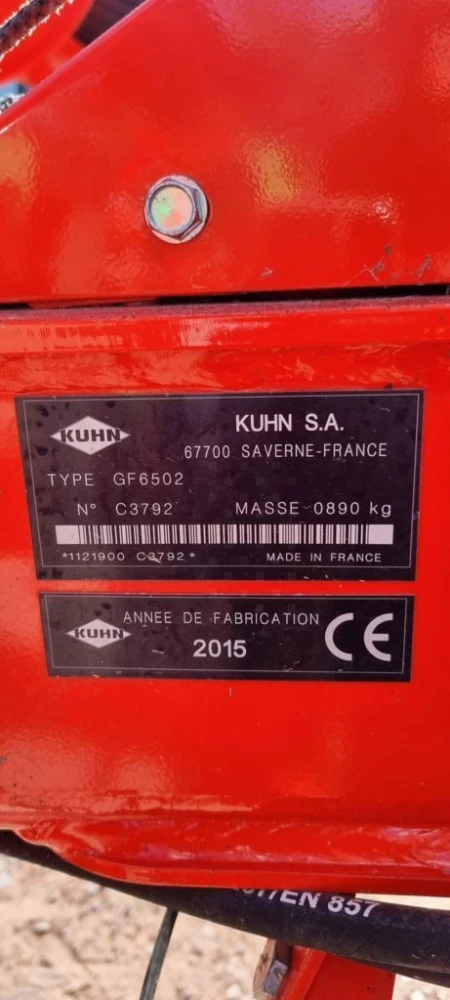 KUHN
KUHN S.A.
67700 SAVERNE-FRANCE
TYPE GF6502
N° C3792 MASSE 0890 kg
*1121900 C3792*
MADE IN FRANCE
KUHN
ANNEE DE FABRICATION
2015
CE
/EN 857